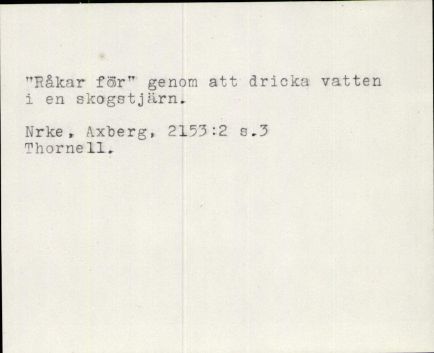 "Råkar för" genom att dricka vatten
i en skogstjärn.
Nrke, Axberg, 2153:2 s.3
Thornell.